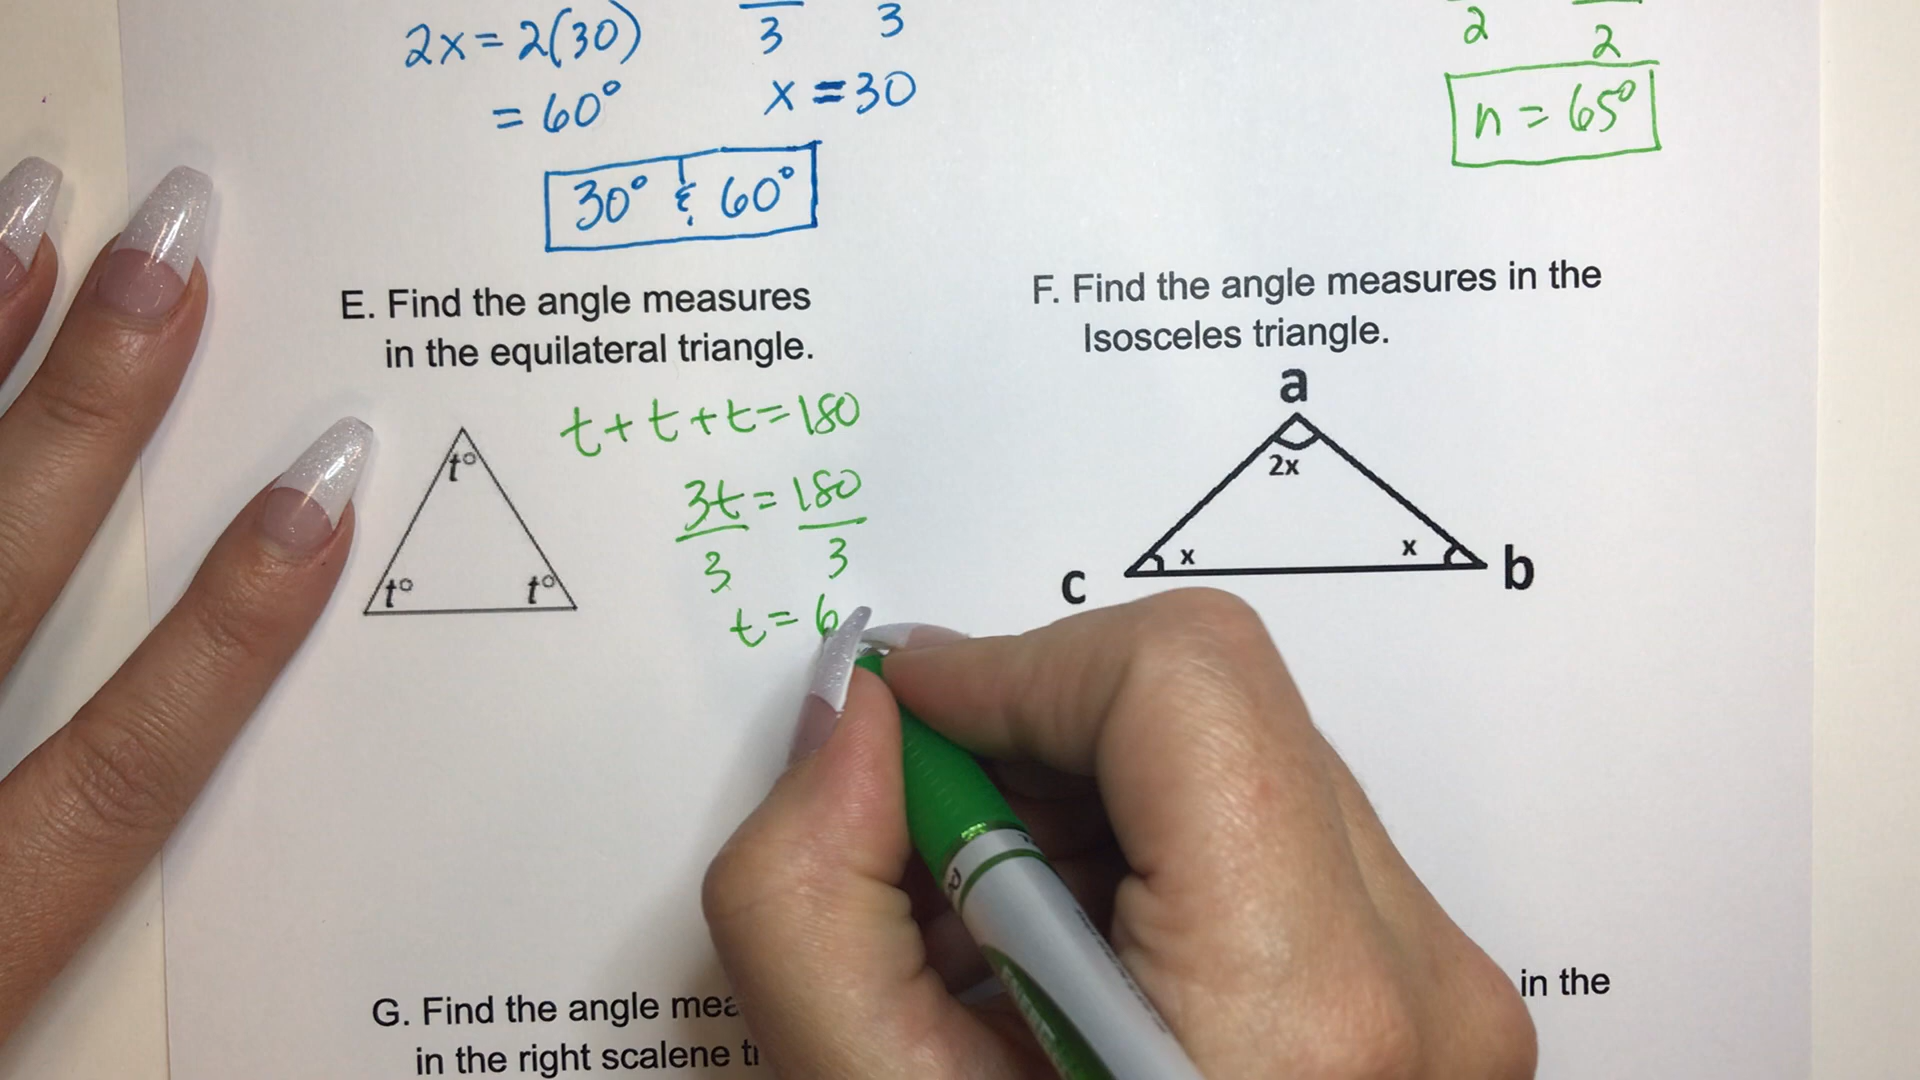 2x = 2(30)
= 60°
3 3
x = 30
30° & 60°
2 2
n = 65°
E. Find the angle measures
in the equilateral triangle.
t + t + t = 180
3t = 180
3 3
t = 6
t°
t° t°
F. Find the angle measures in the
Isosceles triangle.
a
2x
x x
c b
G. Find the angle
in the right scalene
in the